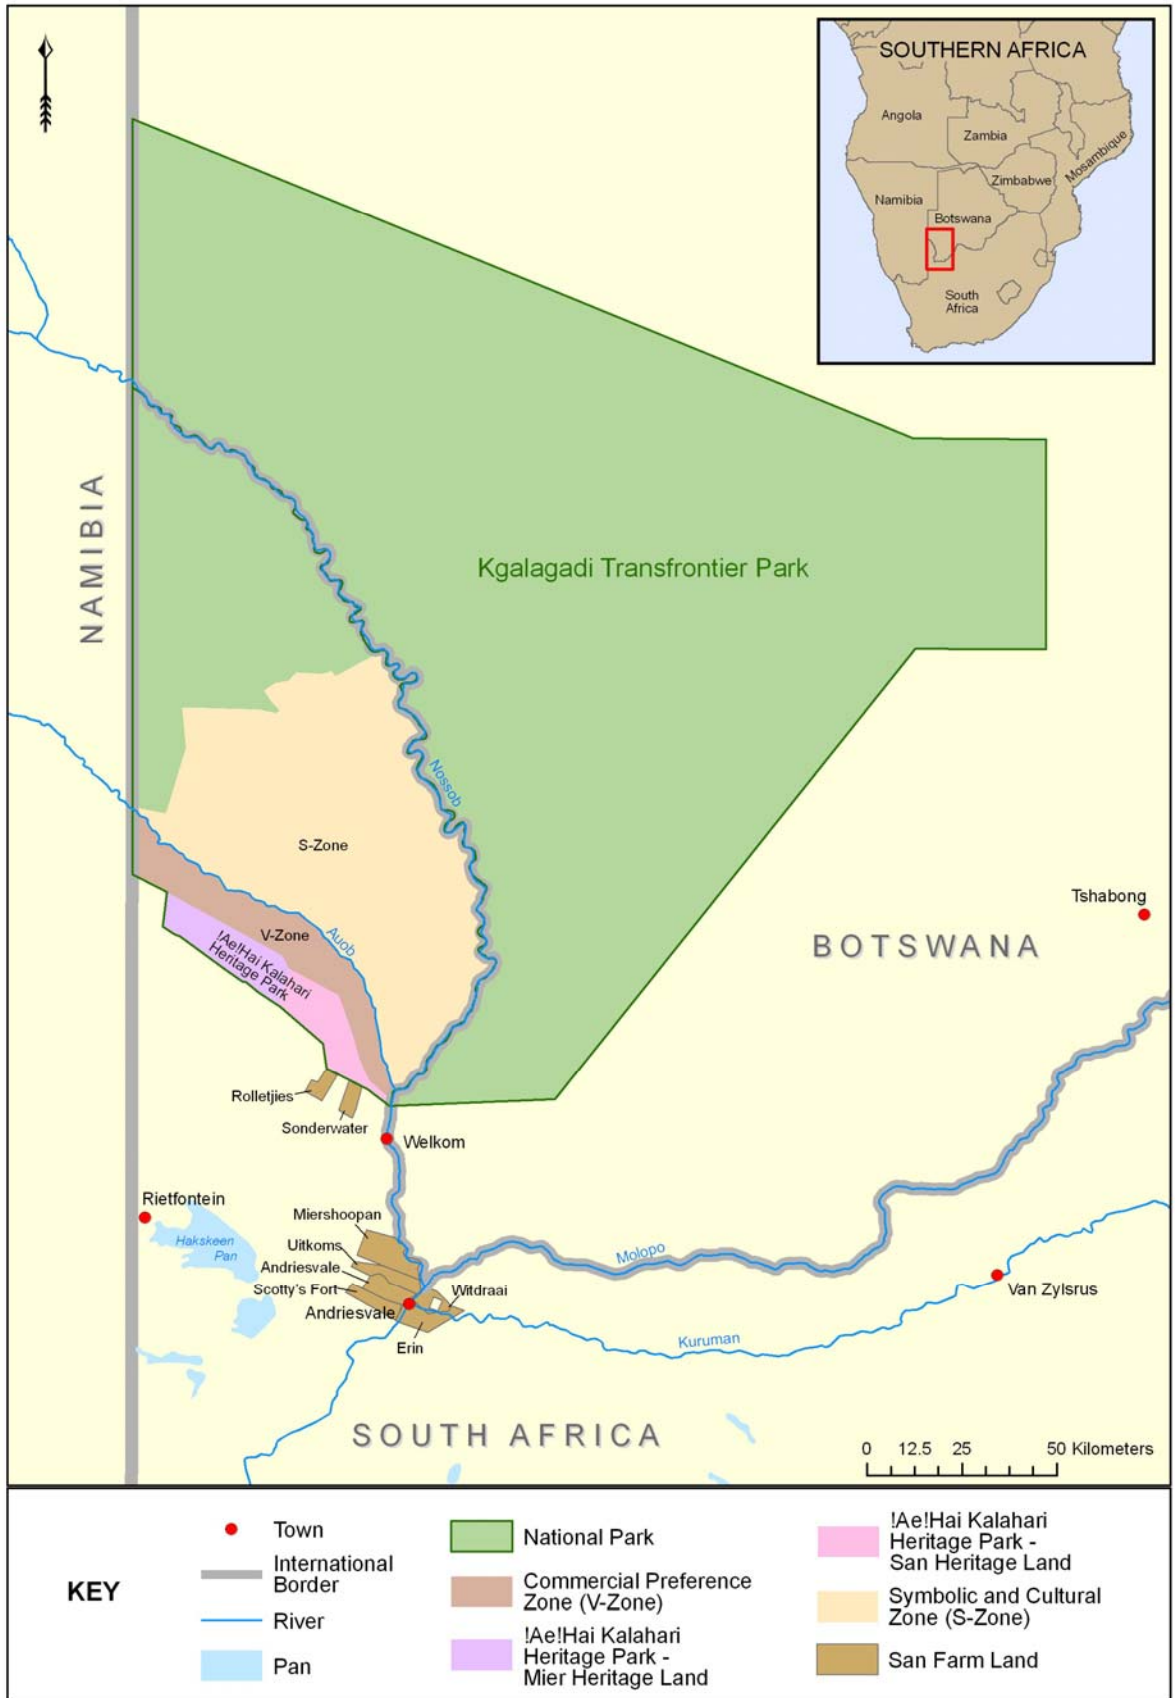 SOUTHERN AFRICA
Angola
Zambia
Mosambique
Zimbabwe
Namibia
Botswana
South
Africa
NAMIBIA
Kgalagadi Transfrontier Park
Nossob
S-Zone
Tshabong
V-Zone
Auob
BOTSWANA
!Ae!Hai Kalahari
Heritage Park
Rolletjies
Sonderwater
Welkom
Rietfontein
Hakskeen
Pan
Miershoopan
Uitkoms
Andriesvale
Scotty's Fort
Andriesvale
Witdraai
Erin
Molopo
Van Zylsrus
Kuruman
SOUTH AFRICA
0 12.5 25 50 Kilometers
KEY
Town
International
Border
River
Pan
National Park
Commercial Preference
Zone (V-Zone)
!Ae!Hai Kalahari
Heritage Park -
Mier Heritage Land
!Ae!Hai Kalahari
Heritage Park -
San Heritage Land
Symbolic and Cultural
Zone (S-Zone)
San Farm Land